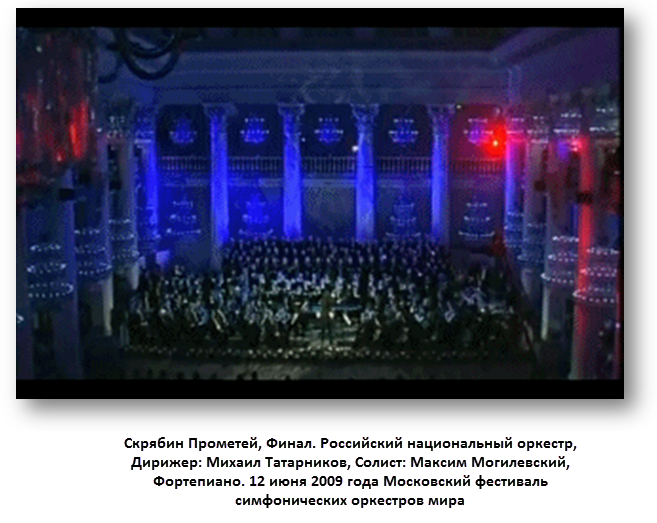 Скрябин Прометей, Финал. Российский национальный оркестр,
Дирижер: Михаил Татарников, Солист: Максим Могилевский,
Фортепиано. 12 июня 2009 года Московский фестиваль
симфонических оркестров мира